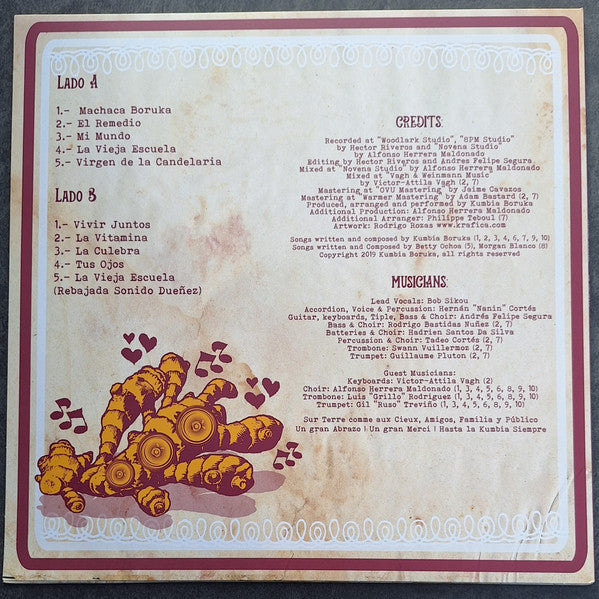 LADO A
1.- Machaca Boruka
2.- El Remedio
3.- Mi Mundo
4.- La Vieja Escuela
5.- Virgen de la Candelaria
LADO B
1.- Vivir Juntos
2.- La Vitamina
3.- La Culebra
4.- Tus Ojos
5.- La Vieja Escuela
(Rebajada Sonido Dueñez)
CREDITS:
Recorded at "Woodlark Studio", "8PM Studio"
by Hector Riveros and "Novena Studio"
by Alfonso Herrera Maldonado
Editing by Hector Riveros and Andres Felipe Segura
Mixed at "Novena Studio" by Alfonso Herrera Maldonado
Mixed at "Vagh & Weinmann Music"
by Victor-Attila Vagh (2, 7)
Mastering at "OVU Mastering" by Jaime Cavazos
Mastering at "Warmer Mastering" by Adam Bastard (2, 7)
Produced, arranged and performed by Kumbia Boruka
Additional Production: Alfonso Herrera Maldonado
Additional Arranger: Philippe Teboul (7)
Artwork: Rodrigo Rozas www.krafica.com
Songs written and composed by Kumbia Boruka (1, 2, 3, 4, 6, 7, 9, 10)
Songs written and composed by Betty Ochoa (5), Morgan Blanco (8)
Copyright 2019 Kumbia Boruka, all rights reserved
MUSICIANS:
Lead Vocals: Bob Sikou
Accordion, Voice & Percussion: Hernán "Nanin" Cortés
Guitar, keyboards, Tiple, Bass & Choir: Andrés Felipe Segura
Bass & Choir: Rodrigo Bastidas Nuñez (2, 7)
Batteries & Choir: Hadrien Santos Da Silva
Percussion & Choir: Tadeo Cortés (2, 7)
Trombone: Swann Vuillermoz (2, 7)
Trumpet: Guillaume Pluton (2, 7)
Guest Musicians:
Keyboards: Victor-Attila Vagh (2)
Choir: Alfonso Herrera Maldonado (1, 3, 4, 5, 6, 8, 9, 10)
Trombone: Luis "Grillo" Rodriguez (1, 3, 4, 5, 6, 8, 9, 10)
Trumpet: Gil "Ruso" Treviño (1, 3, 4, 5, 6, 8, 9, 10)
Sur Terre comme aux Cieux, Amigos, Familia y Público
Un gran Abrazo | Un gran Merci | Hasta la Kumbia Siempre